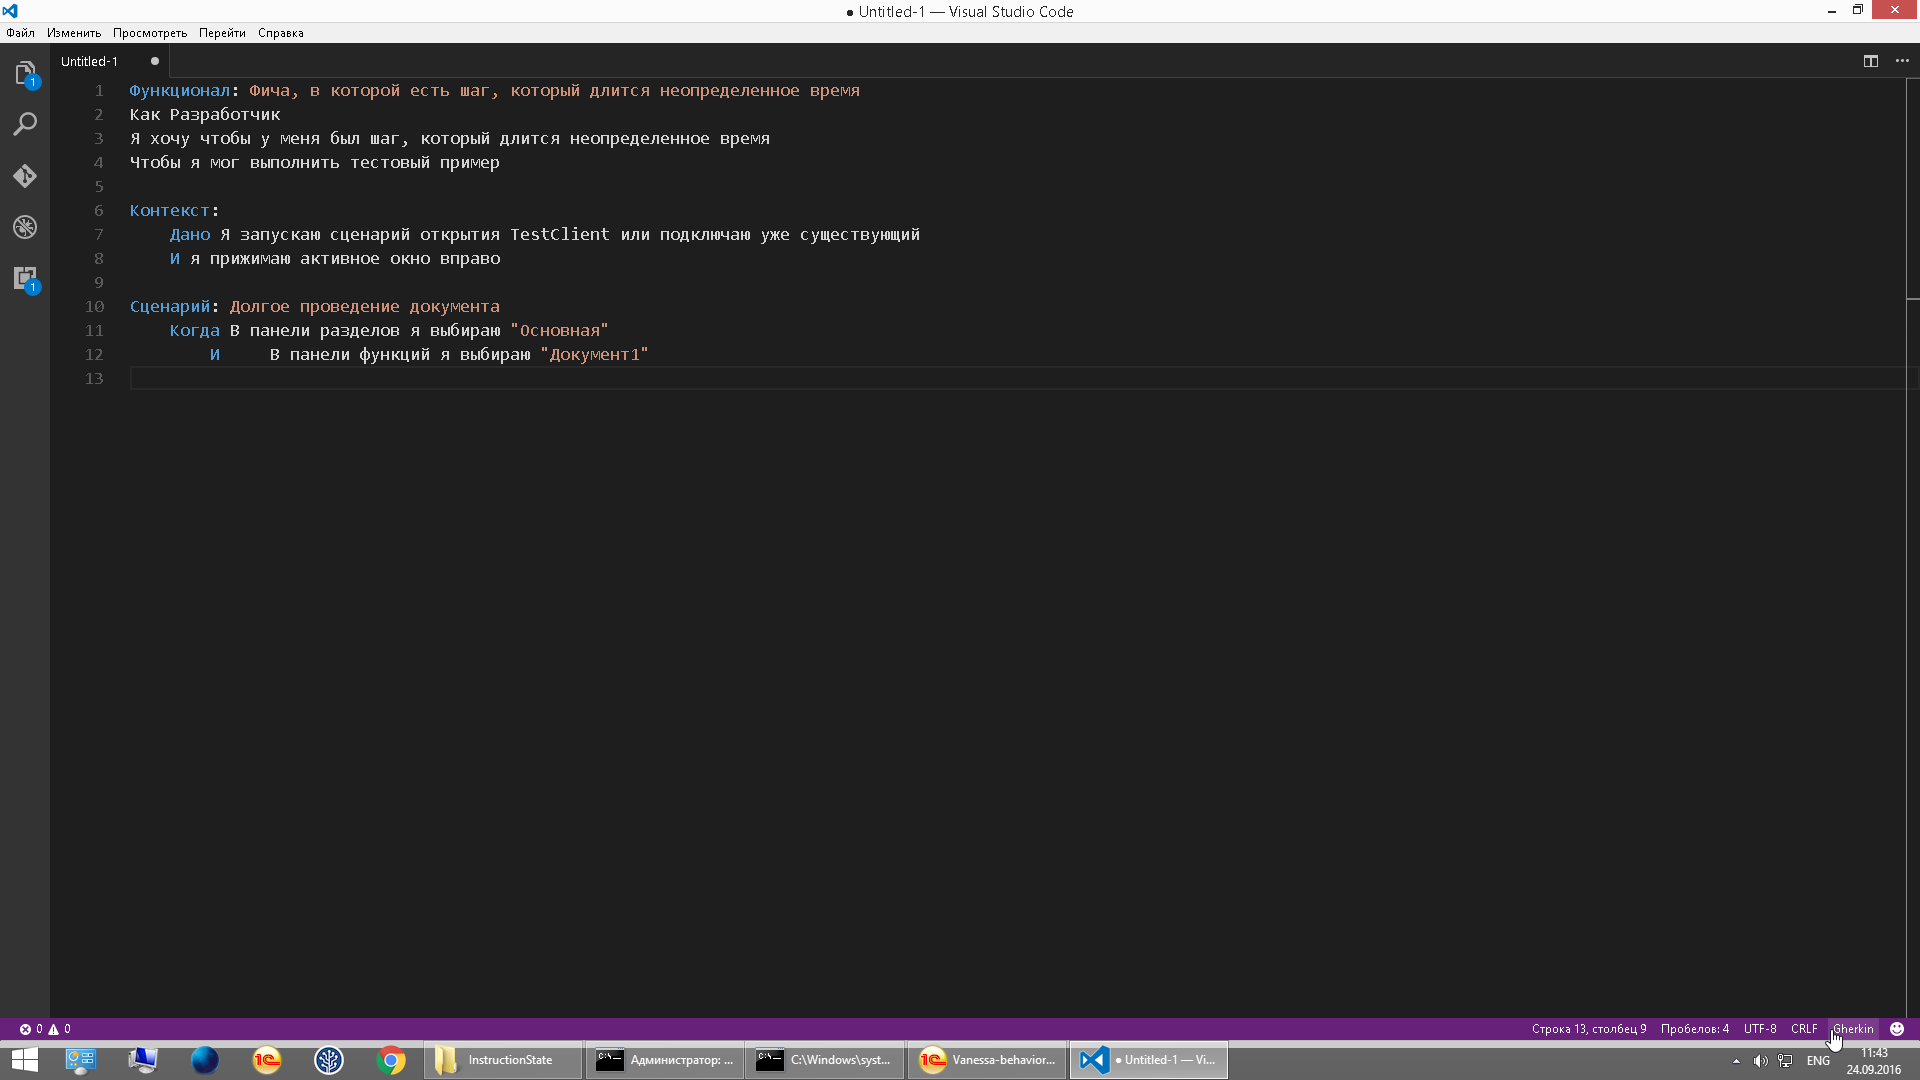 ● Untitled-1 — Visual Studio Code
Файл Изменить Просмотреть Перейти Справка
Untitled-1
1 Функционал: Фича, в которой есть шаг, который длится неопределенное время
2 Как Разработчик
3 Я хочу чтобы у меня был шаг, который длится неопределенное время
4 Чтобы я мог выполнить тестовый пример
5
6 Контекст:
7 Дано Я запускаю сценарий открытия TestClient или подключаю уже существующий
8 И я прижимаю активное окно вправо
9
10 Сценарий: Долгое проведение документа
11 Когда В панели разделов я выбираю "Основная"
12 И В панели функций я выбираю "Документ1"
13
1
1
0 0 Строка 13, столбец 9 Пробелов: 4 UTF-8 CRLF Gherkin
InstructionState Администратор: ... C:\Windows\syst... Vanessa-behavior... ● Untitled-1 — Vi... ENG 11:43
24.09.2016